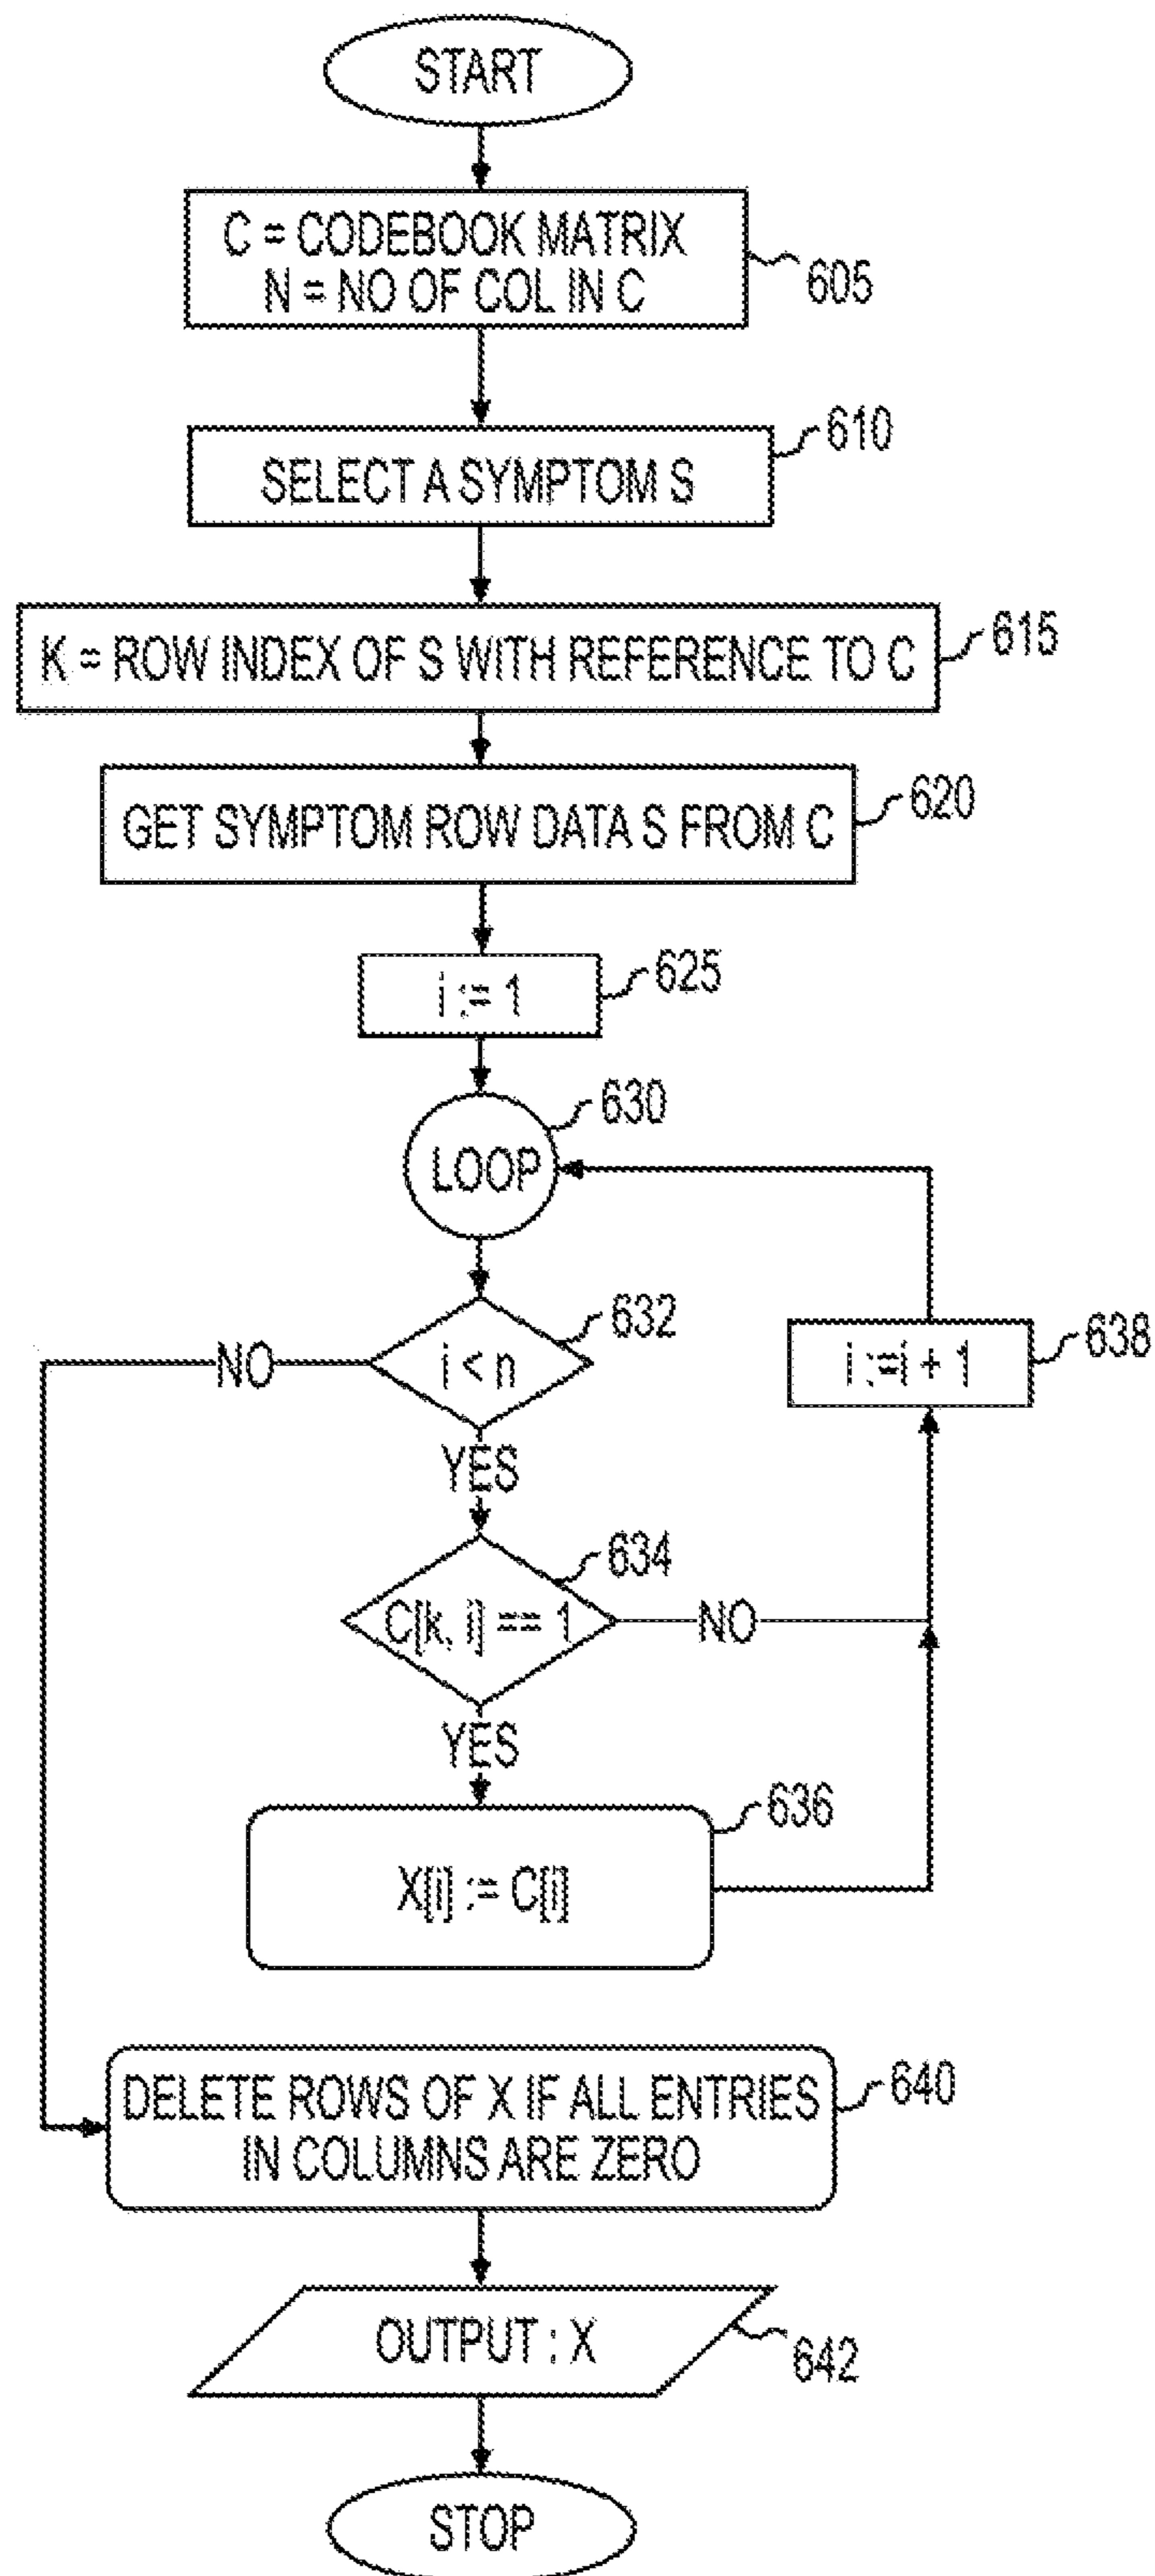 START
C = CODEBOOK MATRIX
N = NO OF COL IN C
605
SELECT A SYMPTOM S
610
K = ROW INDEX OF S WITH REFERENCE TO C
615
GET SYMPTOM ROW DATA S FROM C
620
i := 1
625
LOOP
630
i < n
632
NO
YES
i :=i + 1
638
C[k, i] == 1
634
NO
YES
X[i] := C[i]
636
DELETE ROWS OF X IF ALL ENTRIES
IN COLUMNS ARE ZERO
640
OUTPUT : X
642
STOP